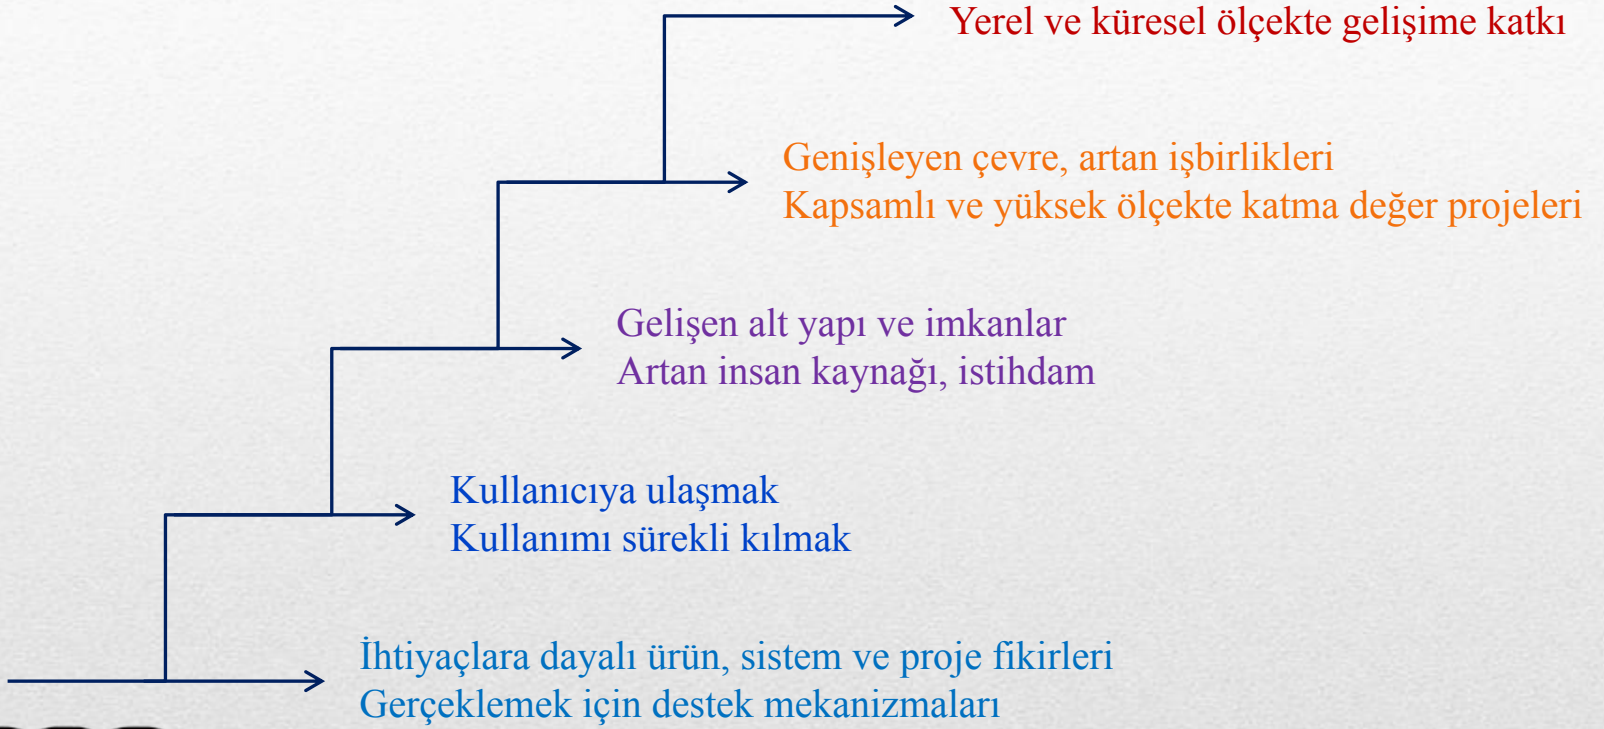 Yerel ve küresel ölçekte gelişime katkı
Genişleyen çevre, artan işbirlikleri
Kapsamlı ve yüksek ölçekte katma değer projeleri
Gelişen alt yapı ve imkanlar
Artan insan kaynağı, istihdam
Kullanıcıya ulaşmak
Kullanımı sürekli kılmak
İhtiyaçlara dayalı ürün, sistem ve proje fikirleri
Gerçeklemek için destek mekanizmaları